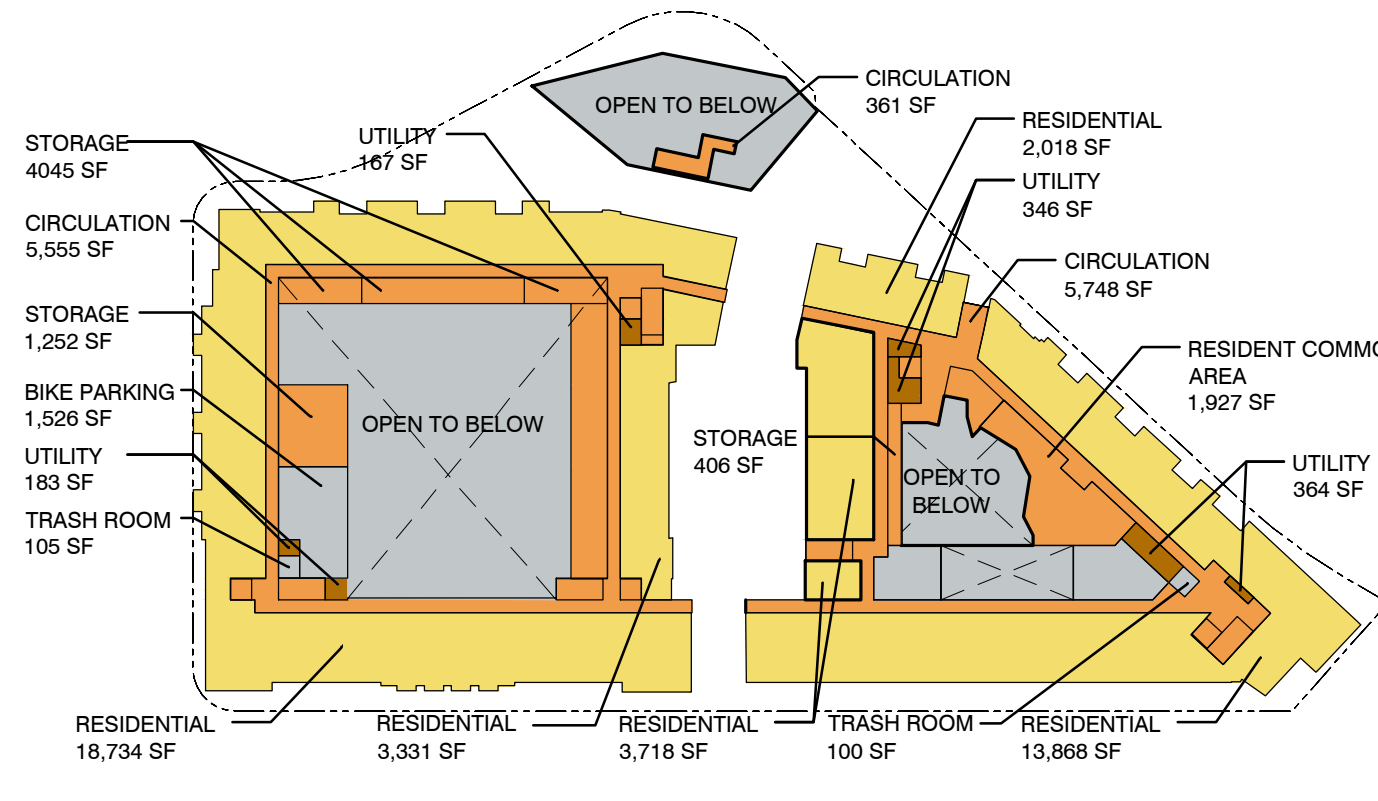 OPEN TO BELOW
CIRCULATION
361 SF
RESIDENTIAL
2,018 SF
UTILITY
346 SF
STORAGE
4045 SF
UTILITY
167 SF
CIRCULATION
5,555 SF
CIRCULATION
5,748 SF
STORAGE
1,252 SF
RESIDENT COMMO
AREA
1,927 SF
BIKE PARKING
1,526 SF
OPEN TO BELOW
STORAGE
406 SF
UTILITY
183 SF
OPEN TO
BELOW
UTILITY
364 SF
TRASH ROOM
105 SF
RESIDENTIAL
18,734 SF
RESIDENTIAL
3,331 SF
RESIDENTIAL
3,718 SF
TRASH ROOM
100 SF
RESIDENTIAL
13,868 SF